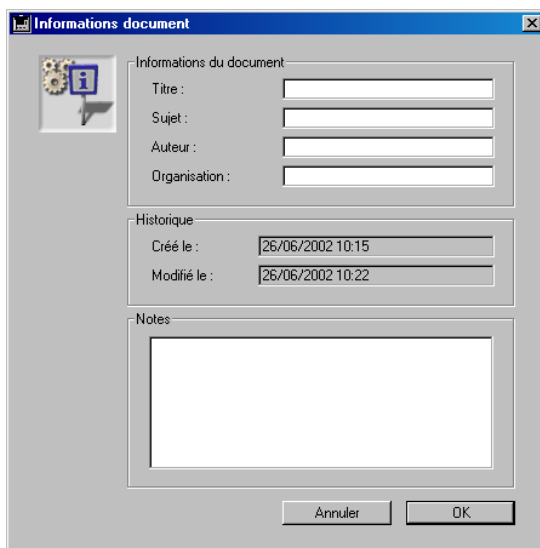 Informations document
Informations du document
Titre :
Sujet :
Auteur :
Organisation :
Historique
Créé le : 26/06/2002 10:15
Modifié le : 26/06/2002 10:22
Notes
Annuler OK